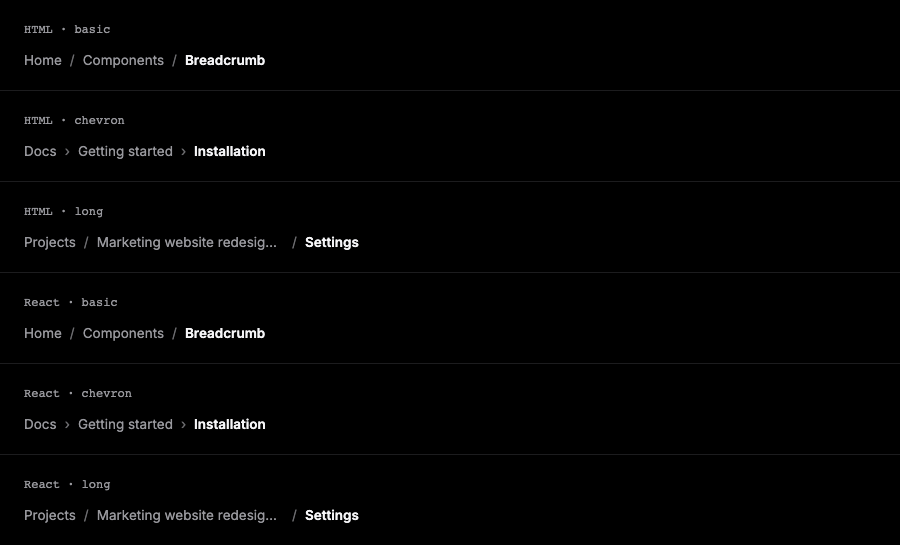 HTML · basic
Home / Components / Breadcrumb
HTML · chevron
Docs › Getting started › Installation
HTML · long
Projects / Marketing website redesig... / Settings
React · basic
Home / Components / Breadcrumb
React · chevron
Docs › Getting started › Installation
React · long
Projects / Marketing website redesig... / Settings